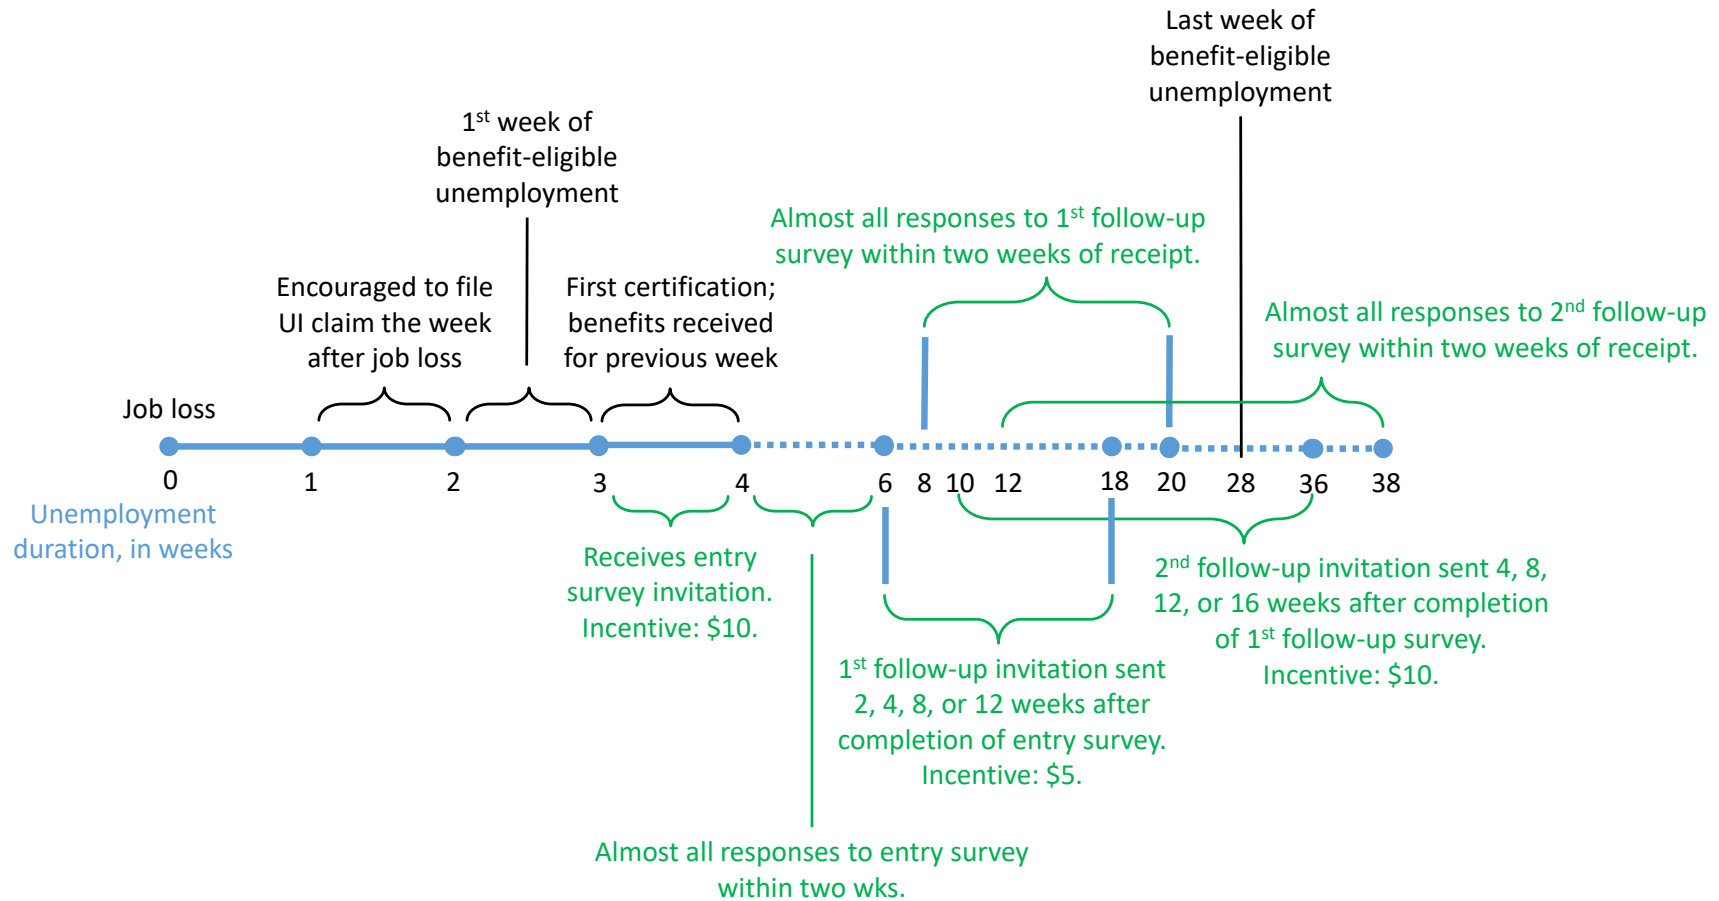 Last week of
benefit-eligible
unemployment
1st week of
benefit-eligible
unemployment
Almost all responses to 1st follow-up
survey within two weeks of receipt.
Encouraged to file
UI claim the week
after job loss
First certification;
benefits received
for previous week
Almost all responses to 2nd follow-up
survey within two weeks of receipt.
Job loss
0 1 2 3 4 6 8 10 12 18 20 28 36 38
Unemployment
duration, in weeks
Receives entry
survey invitation.
Incentive: $10.
2nd follow-up invitation sent 4, 8,
12, or 16 weeks after completion
of 1st follow-up survey.
Incentive: $10.
1st follow-up invitation sent
2, 4, 8, or 12 weeks after
completion of entry survey.
Incentive: $5.
Almost all responses to entry survey
within two wks.